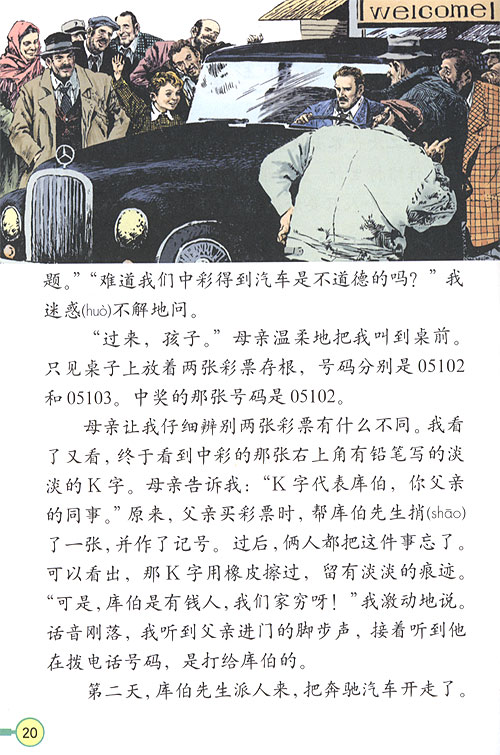 welcome!
题。”“难道我们中彩得到汽车是不道德的吗？”我
迷惑(huò)不解地问。
“过来，孩子。”母亲温柔地把我叫到桌前。
只见桌子上放着两张彩票存根，号码分别是05102
和05103。中奖的那张号码是05102。
母亲让我仔细辨别两张彩票有什么不同。我看
了又看，终于看到中彩的那张右上角有铅笔写的淡
淡的K字。母亲告诉我：“K字代表库伯，你父亲
的同事。”原来，父亲买彩票时，帮库伯先生捎(shāo)
了一张，并作了记号。过后，俩人都把这件事忘了。
可以看出，那K字用橡皮擦过，留有淡淡的痕迹。
“可是，库伯是有钱人，我们家穷呀！”我激动地说。
话音刚落，我听到父亲进门的脚步声，接着听到他
在拨电话号码，是打给库伯的。
第二天，库伯先生派人来，把奔驰汽车开走了。
20